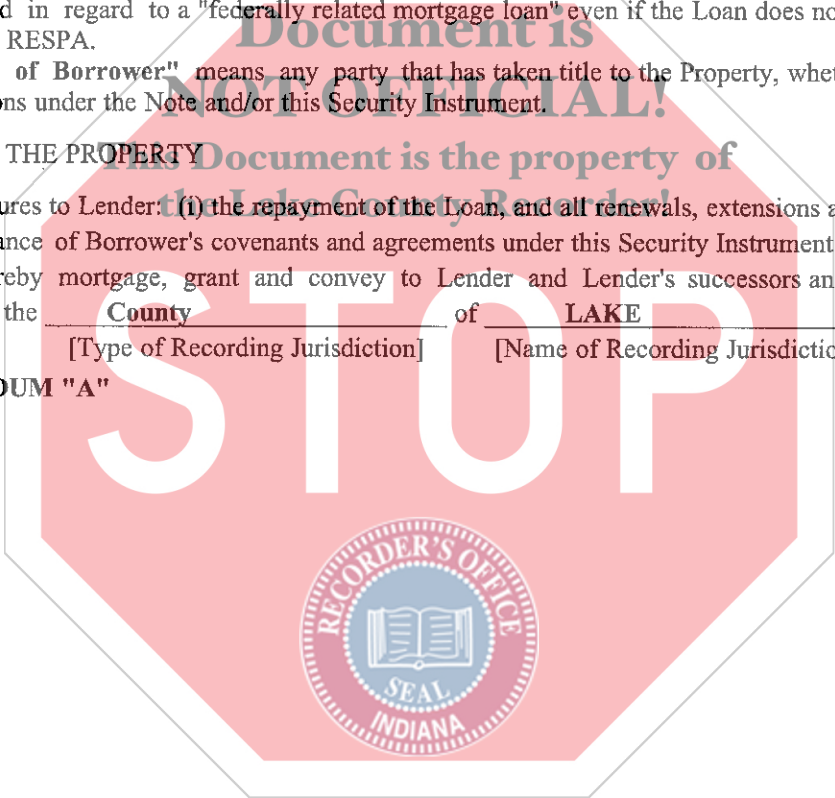 d in regard to a "federally related mortgage loan" even if the Loan does no
RESPA.
of Borrower" means any party that has taken title to the Property, whet
ons under the Note and/or this Security Instrument.
THE PROPERTY
ures to Lender: (i) the repayment of the Loan, and all renewals, extensions a
ance of Borrower's covenants and agreements under this Security Instrument
reby mortgage, grant and convey to Lender and Lender's successors an
the County of LAKE
[Type of Recording Jurisdiction] [Name of Recording Jurisdictio
DUM "A"
Document is
NOT OFFICIAL!
This Document is the property of
the Lake County Recorder!
STOP
RECORDER'S OFFICE
SEAL
INDIANA